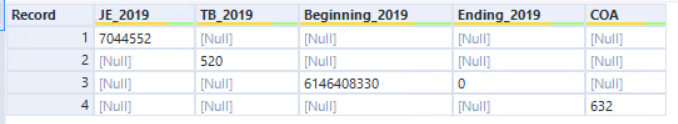 Record JE_2019 TB_2019 Beginning_2019 Ending_2019 COA
1 7044552 [Null] [Null] [Null] [Null]
2 [Null] 520 [Null] [Null] [Null]
3 [Null] [Null] 6146408330 0 [Null]
4 [Null] [Null] [Null] [Null] 632